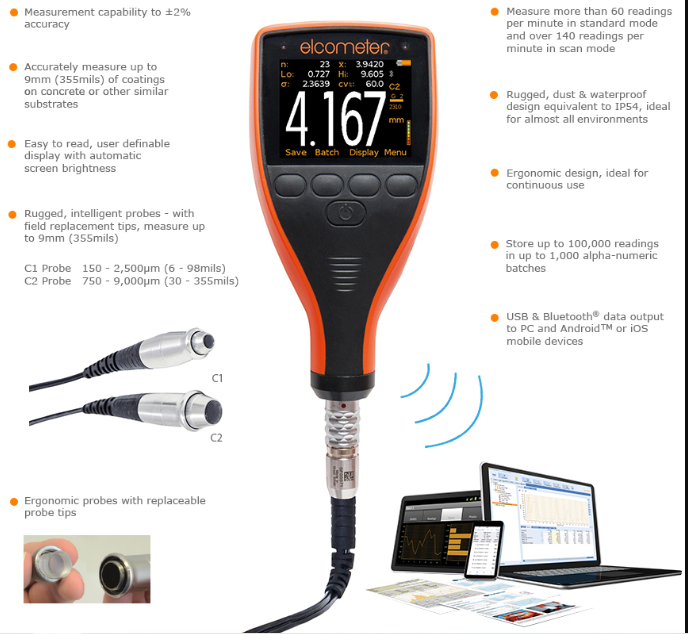 Measurement capability to ±2%
accuracy
Accurately measure up to
9mm (355mils) of coatings
on concrete or other similar
substrates
Easy to read, user definable
display with automatic
screen brightness
Rugged, intelligent probes - with
field replacement tips, measure up
to 9mm (355mils)
C1 Probe 150 - 2,500µm (6 - 98mils)
C2 Probe 750 - 9,000µm (30 - 355mils)
C1
C2
Ergonomic probes with replaceable
probe tips
elcometer®
n: 23 x̄: 3.9420
Lo: 0.727 Hi: 9.605
σ: 2.3639 cv%: 60.0
C2
4.167
mm
Save Batch Display Menu
Measure more than 60 readings
per minute in standard mode
and over 140 readings per
minute in scan mode
Rugged, dust & waterproof
design equivalent to IP54, ideal
for almost all environments
Ergonomic design, ideal for
continuous use
Store up to 100,000 readings
in up to 1,000 alpha-numeric
batches
USB & Bluetooth® data output
to PC and Android™ or iOS
mobile devices